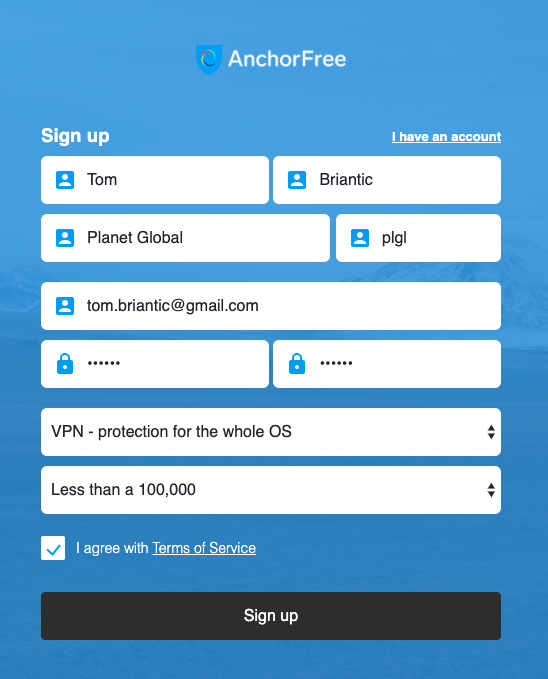 AnchorFree
Sign up I have an account
Tom Briantic
Planet Global plgl
tom.briantic@gmail.com
•••••• ••••••
VPN - protection for the whole OS
Less than a 100,000
I agree with Terms of Service
Sign up